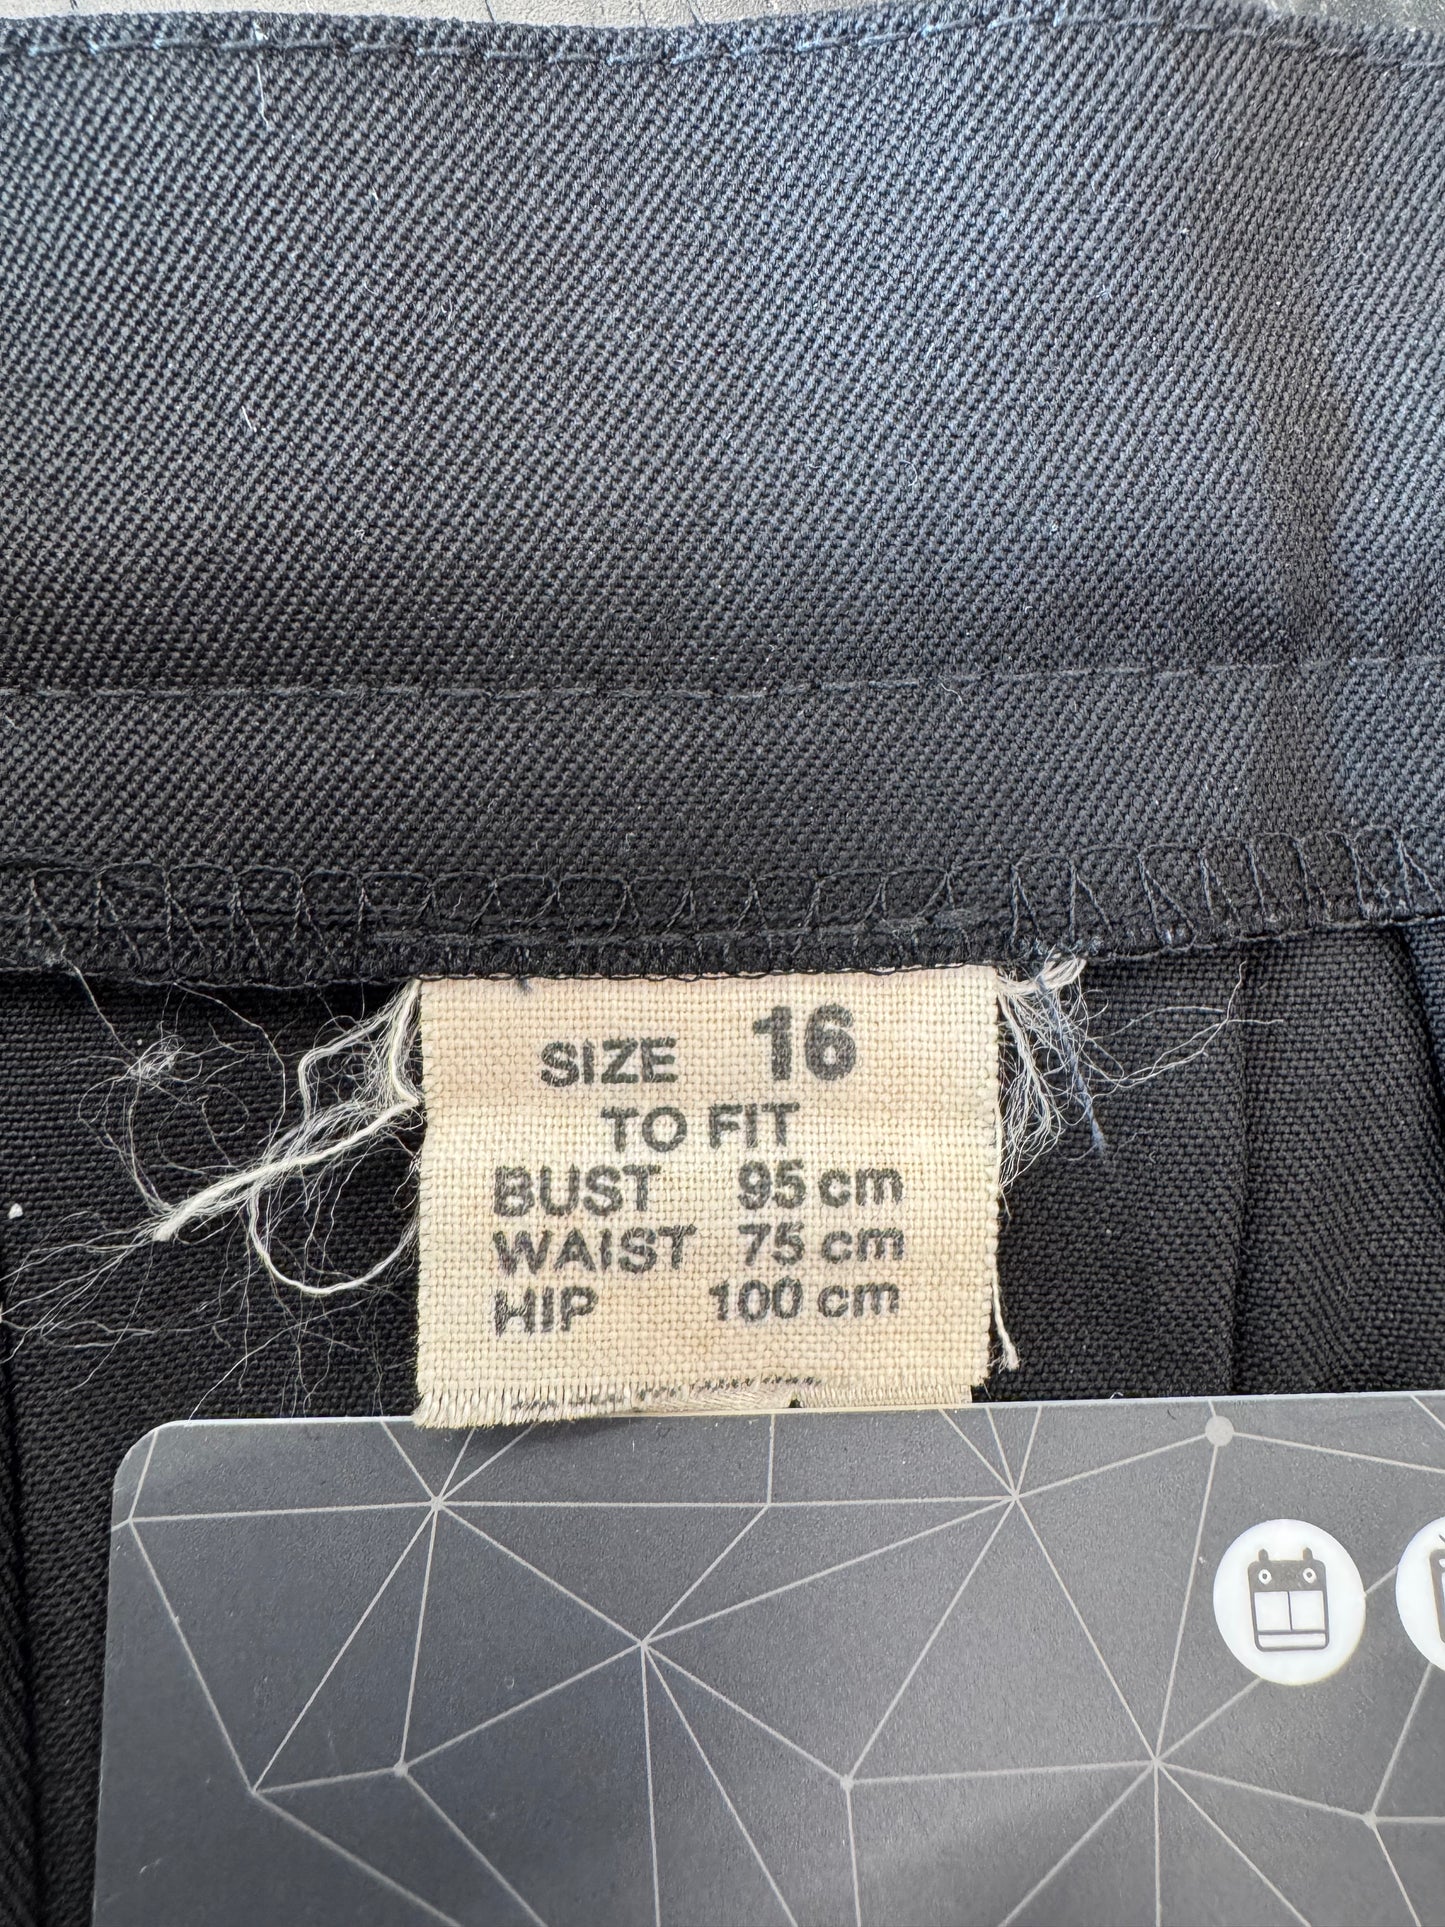 SIZE 16
TO FIT
BUST 95 cm
WAIST 75 cm
HIP 100 cm